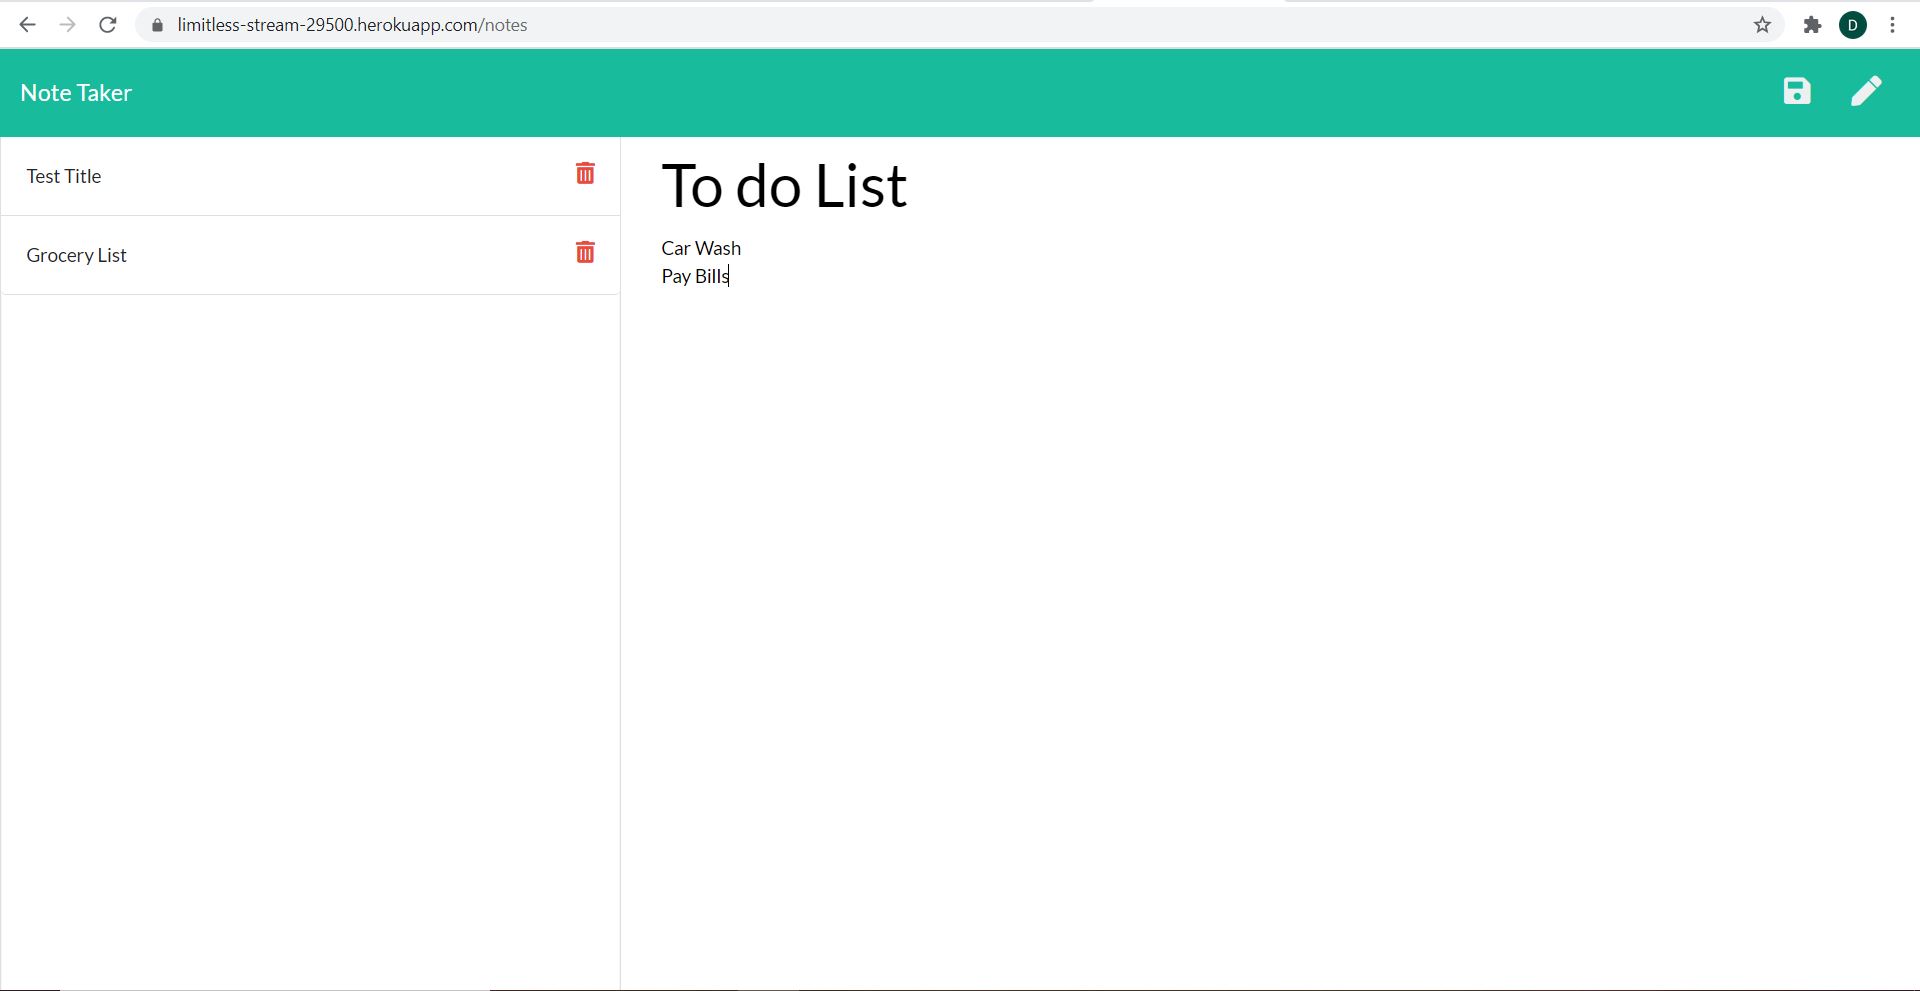 limitless-stream-29500.herokuapp.com/notes
D
Note Taker
Test Title
Grocery List
To do List
Car Wash
Pay Bills